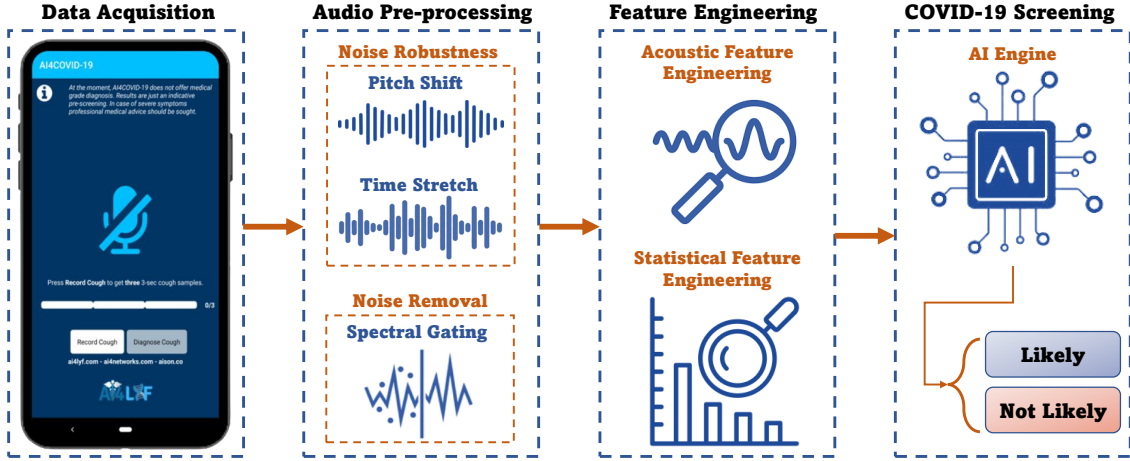 Data Acquisition
AI4COVID-19
i
At the moment, AI4COVID-19 does not offer medical
grade diagnosis. Results are just an indicative
pre-screening. In case of severe symptoms
professional medical advice should be sought.
Press Record Cough to get three 3-sec cough samples.
0/3
Record Cough
Diagnose Cough
ai4lyf.com - ai4networks.com - aison.co
AI4LYF
Audio Pre-processing
Noise Robustness
Pitch Shift
Time Stretch
Noise Removal
Spectral Gating
Feature Engineering
Acoustic Feature
Engineering
Statistical Feature
Engineering
COVID-19 Screening
AI Engine
AI
Likely
Not Likely